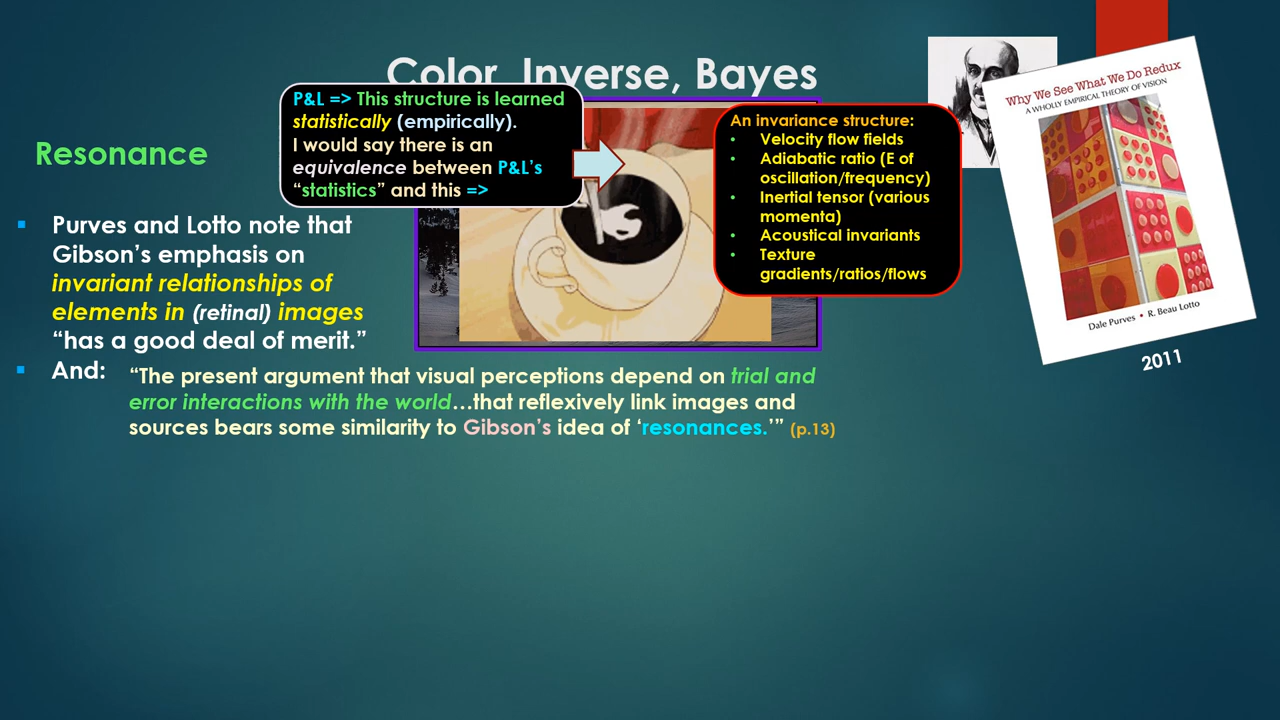 Color, Inverse, Bayes
P&L => This structure is learned
statistically (empirically).
I would say there is an
equivalence between P&L’s
“statistics” and this =>
An invariance structure:
• Velocity flow fields
• Adiabatic ratio (E of
oscillation/frequency)
• Inertial tensor (various
momenta)
• Acoustical invariants
• Texture
gradients/ratios/flows
Why We See What We Do Redux
A WHOLLY EMPIRICAL THEORY OF VISION
Dale Purves • R. Beau Lotto
2011
Resonance
Purves and Lotto note that
Gibson’s emphasis on
invariant relationships of
elements in (retinal) images
“has a good deal of merit.”
And:
“The present argument that visual perceptions depend on trial and
error interactions with the world…that reflexively link images and
sources bears some similarity to Gibson’s idea of ‘resonances.’” (p.13)